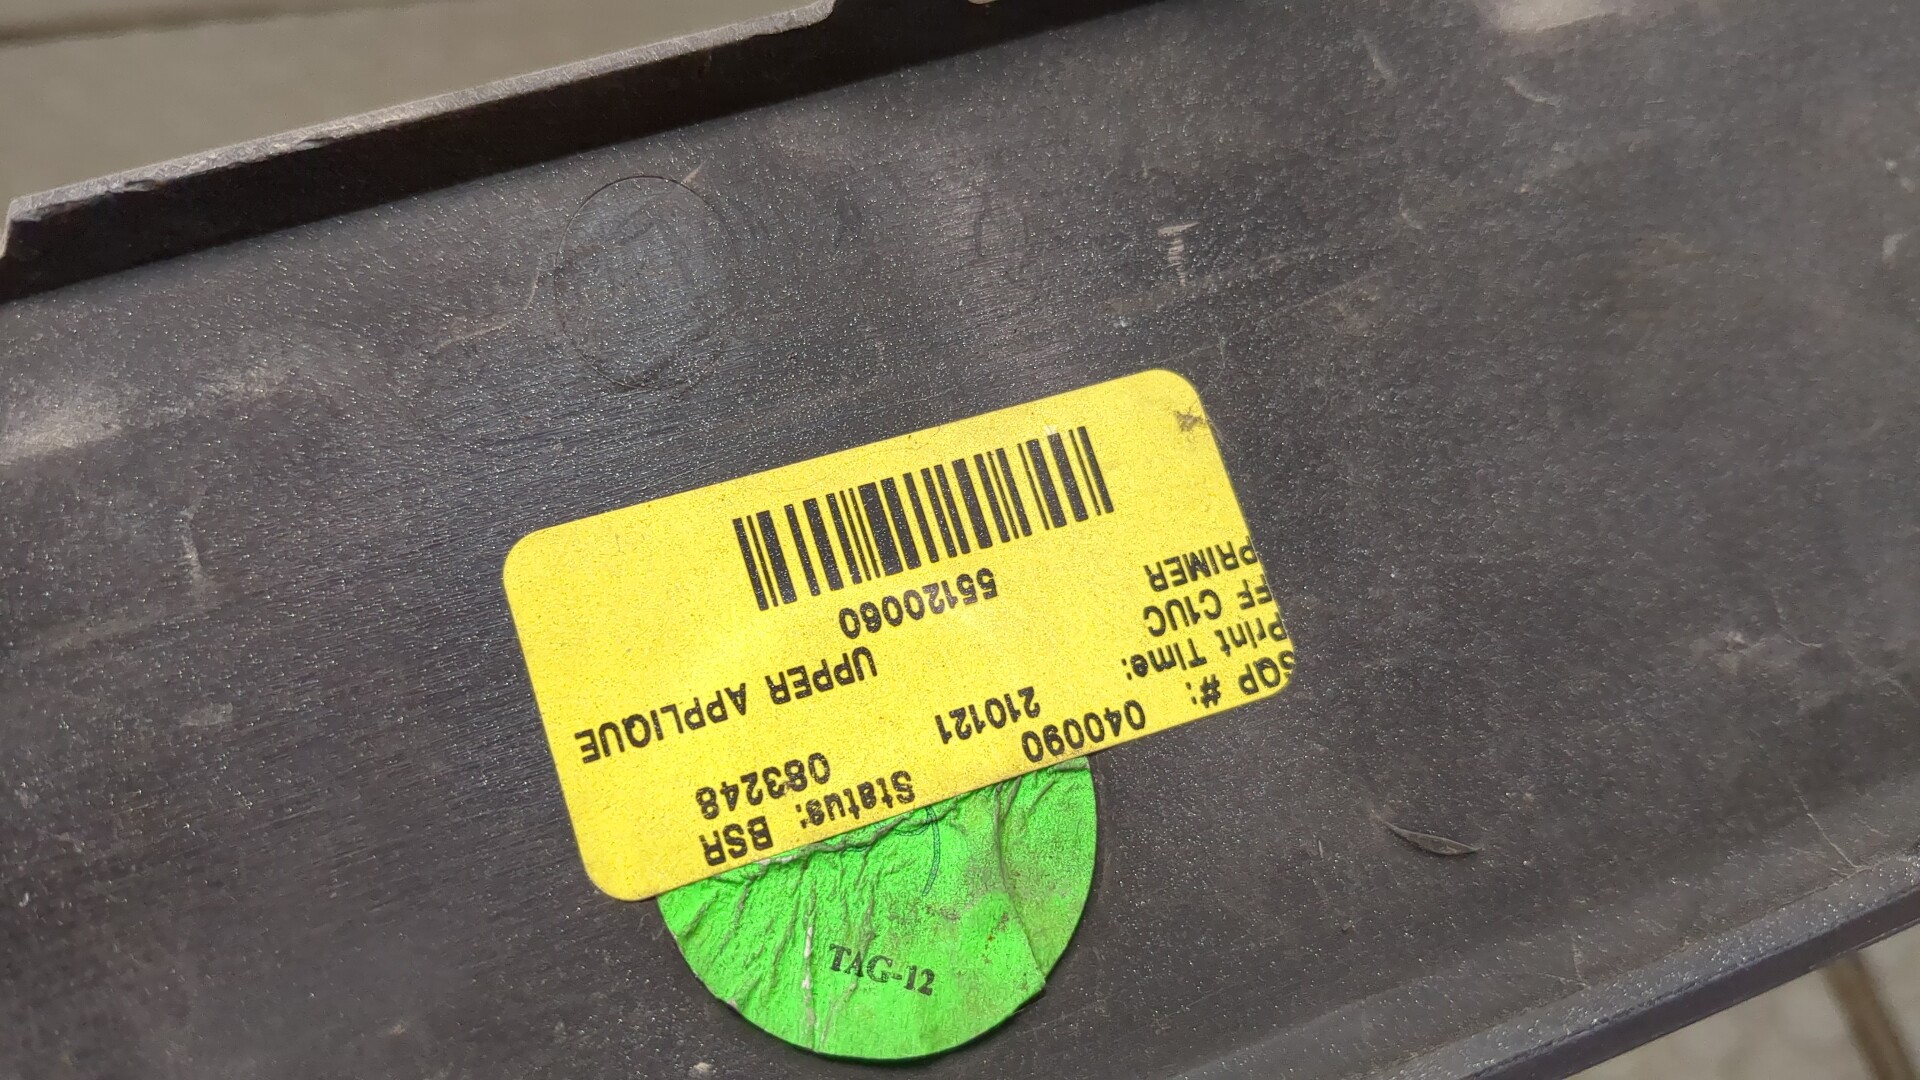 SQP #: 040090 Status: BSR
Print Time: 210121 083248
FF C1UC UPPER APPLIQUE
PRIMER 55120060
TAG-12